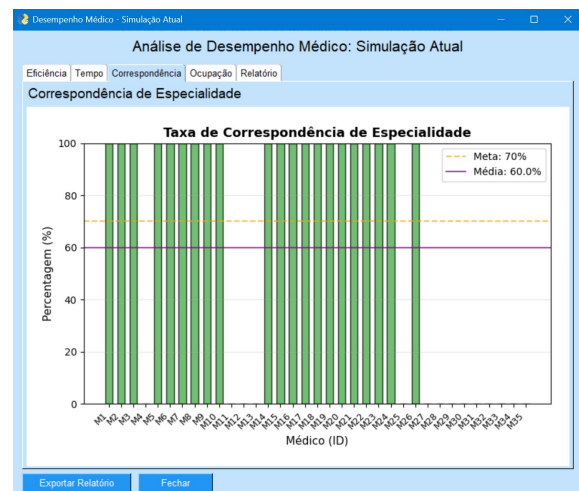 Desempenho Médico - Simulação Atual
Análise de Desempenho Médico: Simulação Atual
Eficiência Tempo Correspondência Ocupação Relatório
Correspondência de Especialidade
Taxa de Correspondência de Especialidade
Meta: 70%
Média: 60.0%
100
80
60
40
20
0
Percentagem (%)
M1 M2 M3 M4 M5 M6 M7 M8 M9 M10 M11 M12 M13 M14 M15 M16 M17 M18 M19 M20 M21 M22 M23 M24 M25 M26 M27 M28 M29 M30 M31 M32 M33 M34 M35
Médico (ID)
Exportar Relatório Fechar